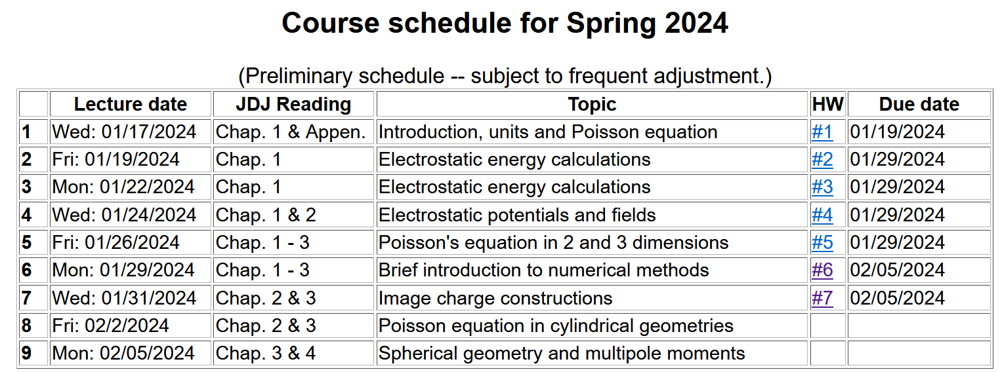 Course schedule for Spring 2024
(Preliminary schedule -- subject to frequent adjustment.)
Lecture date JDJ Reading Topic HW Due date
1 Wed: 01/17/2024 Chap. 1 & Appen. Introduction, units and Poisson equation #1 01/19/2024
2 Fri: 01/19/2024 Chap. 1 Electrostatic energy calculations #2 01/29/2024
3 Mon: 01/22/2024 Chap. 1 Electrostatic energy calculations #3 01/29/2024
4 Wed: 01/24/2024 Chap. 1 & 2 Electrostatic potentials and fields #4 01/29/2024
5 Fri: 01/26/2024 Chap. 1 - 3 Poisson's equation in 2 and 3 dimensions #5 01/29/2024
6 Mon: 01/29/2024 Chap. 1 - 3 Brief introduction to numerical methods #6 02/05/2024
7 Wed: 01/31/2024 Chap. 2 & 3 Image charge constructions #7 02/05/2024
8 Fri: 02/2/2024 Chap. 2 & 3 Poisson equation in cylindrical geometries
9 Mon: 02/05/2024 Chap. 3 & 4 Spherical geometry and multipole moments